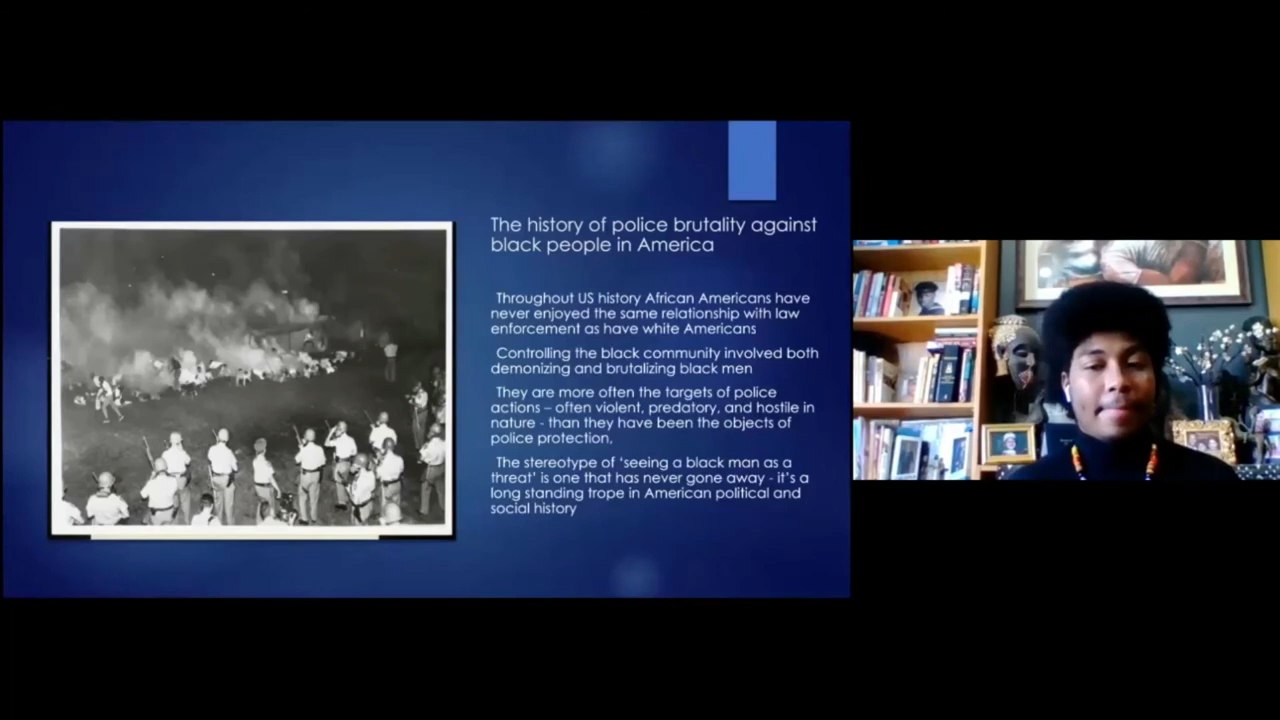 The history of police brutality against
black people in America
Throughout US history African Americans have
never enjoyed the same relationship with law
enforcement as have white Americans
Controlling the black community involved both
demonizing and brutalizing black men
They are more often the targets of police
actions – often violent, predatory, and hostile in
nature - than they have been the objects of
police protection,
The stereotype of ‘seeing a black man as a
threat’ is one that has never gone away - it’s a
long standing trope in American political and
social history